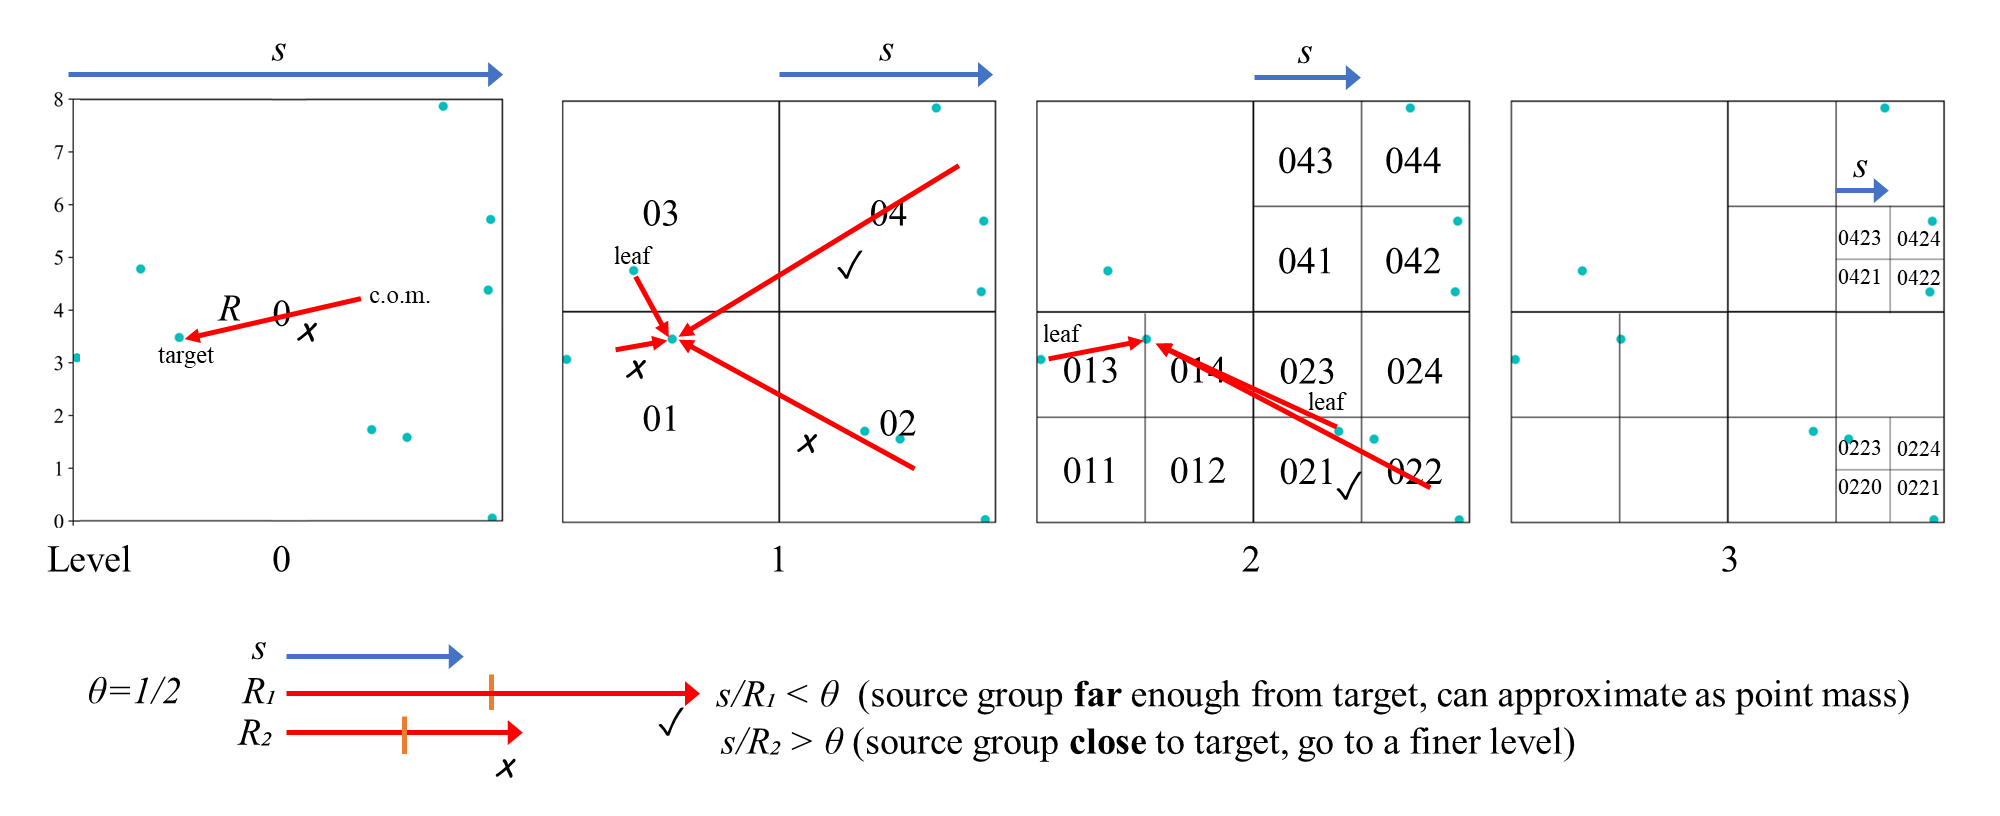 s
s
s
8
7
6
5
4
3
2
1
0
R
0
x
c.o.m.
target
03
04
leaf
✓
x
01
02
x
043
044
041
042
leaf
013
014
023
024
leaf
011
012
021
022
✓
s
0423
0424
0421
0422
0223
0224
0220
0221
Level 0 1 2 3
s
θ=1/2
R₁
R₂
✓
x
s/R₁ < θ (source group far enough from target, can approximate as point mass)
s/R₂ > θ (source group close to target, go to a finer level)